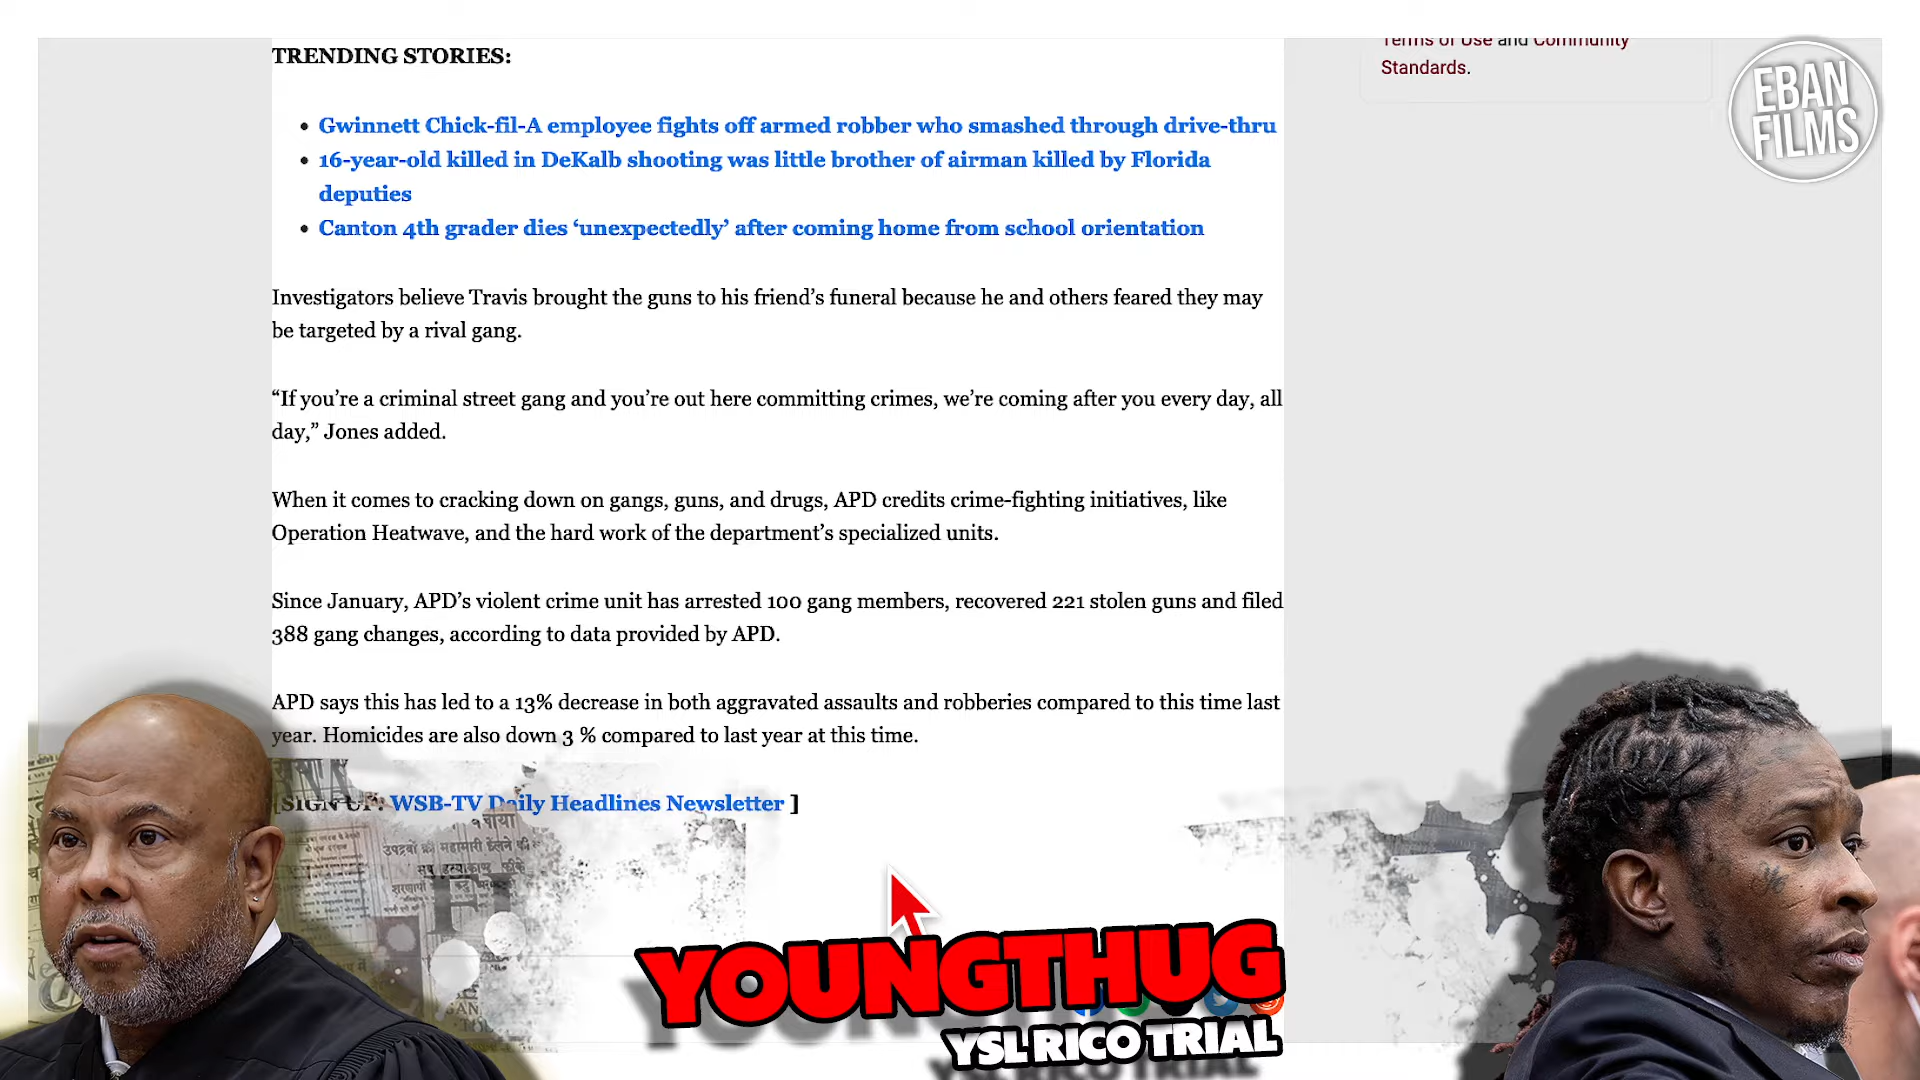 TRENDING STORIES:
Terms of Use and Community
Standards.
EBAN
FILMS
• Gwinnett Chick-fil-A employee fights off armed robber who smashed through drive-thru
• 16-year-old killed in DeKalb shooting was little brother of airman killed by Florida
deputies
• Canton 4th grader dies ‘unexpectedly’ after coming home from school orientation
Investigators believe Travis brought the guns to his friend’s funeral because he and others feared they may
be targeted by a rival gang.
“If you’re a criminal street gang and you’re out here committing crimes, we’re coming after you every day, all
day,” Jones added.
When it comes to cracking down on gangs, guns, and drugs, APD credits crime-fighting initiatives, like
Operation Heatwave, and the hard work of the department’s specialized units.
Since January, APD’s violent crime unit has arrested 100 gang members, recovered 221 stolen guns and filed
388 gang changes, according to data provided by APD.
APD says this has led to a 13% decrease in both aggravated assaults and robberies compared to this time last
year. Homicides are also down 3 % compared to last year at this time.
[SIGN UP: WSB-TV Daily Headlines Newsletter ]
YOUNGTHUG
YSL RICO TRIAL